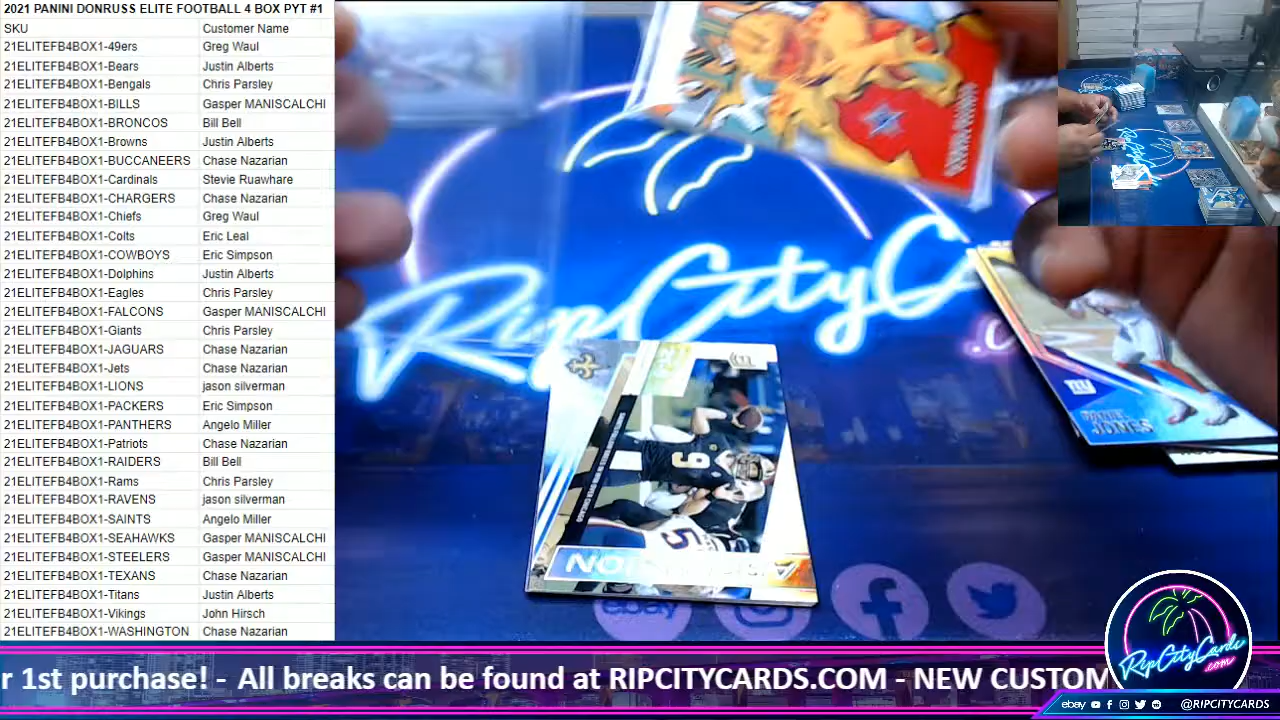 2021 PANINI DONRUSS ELITE FOOTBALL 4 BOX PYT #1
SKU Customer Name
21ELITEFB4BOX1-49ers Greg Waul
21ELITEFB4BOX1-Bears Justin Alberts
21ELITEFB4BOX1-Bengals Chris Parsley
21ELITEFB4BOX1-BILLS Gasper MANISCALCHI
21ELITEFB4BOX1-BRONCOS Bill Bell
21ELITEFB4BOX1-Browns Justin Alberts
21ELITEFB4BOX1-BUCCANEERS Chase Nazarian
21ELITEFB4BOX1-Cardinals Stevie Ruawhare
21ELITEFB4BOX1-CHARGERS Chase Nazarian
21ELITEFB4BOX1-Chiefs Greg Waul
21ELITEFB4BOX1-Colts Eric Leal
21ELITEFB4BOX1-COWBOYS Eric Simpson
21ELITEFB4BOX1-Dolphins Justin Alberts
21ELITEFB4BOX1-Eagles Chris Parsley
21ELITEFB4BOX1-FALCONS Gasper MANISCALCHI
21ELITEFB4BOX1-Giants Chris Parsley
21ELITEFB4BOX1-JAGUARS Chase Nazarian
21ELITEFB4BOX1-Jets Chase Nazarian
21ELITEFB4BOX1-LIONS jason silverman
21ELITEFB4BOX1-PACKERS Eric Simpson
21ELITEFB4BOX1-PANTHERS Angelo Miller
21ELITEFB4BOX1-Patriots Chase Nazarian
21ELITEFB4BOX1-RAIDERS Bill Bell
21ELITEFB4BOX1-Rams Chris Parsley
21ELITEFB4BOX1-RAVENS jason silverman
21ELITEFB4BOX1-SAINTS Angelo Miller
21ELITEFB4BOX1-SEAHAWKS Gasper MANISCALCHI
21ELITEFB4BOX1-STEELERS Gasper MANISCALCHI
21ELITEFB4BOX1-TEXANS Chase Nazarian
21ELITEFB4BOX1-Titans Justin Alberts
21ELITEFB4BOX1-Vikings John Hirsch
21ELITEFB4BOX1-WASHINGTON Chase Nazarian
RipCityC
.c
9
5
ebay
RipCityCards
.com
r 1st purchase! - All breaks can be found at RIPCITYCARDS.COM - NEW CUSTOM
ebay @RIPCITYCARDS